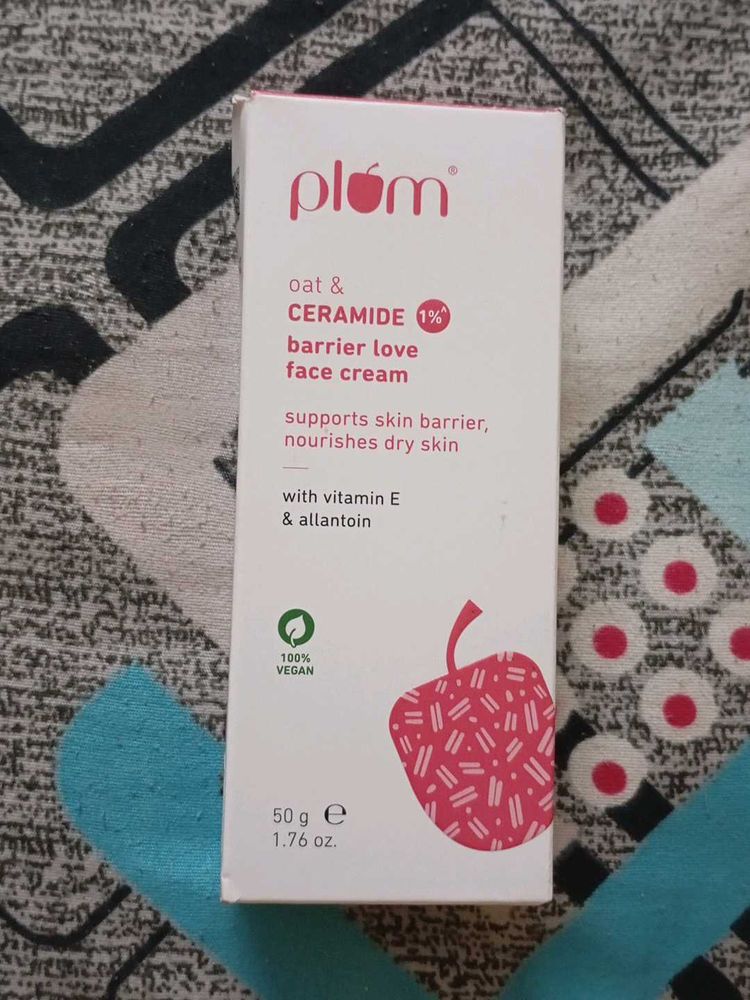 plum®
oat &
CERAMIDE 1%^
barrier love
face cream
supports skin barrier,
nourishes dry skin
with vitamin E
& allantoin
100%
VEGAN
50 g ℮
1.76 oz.